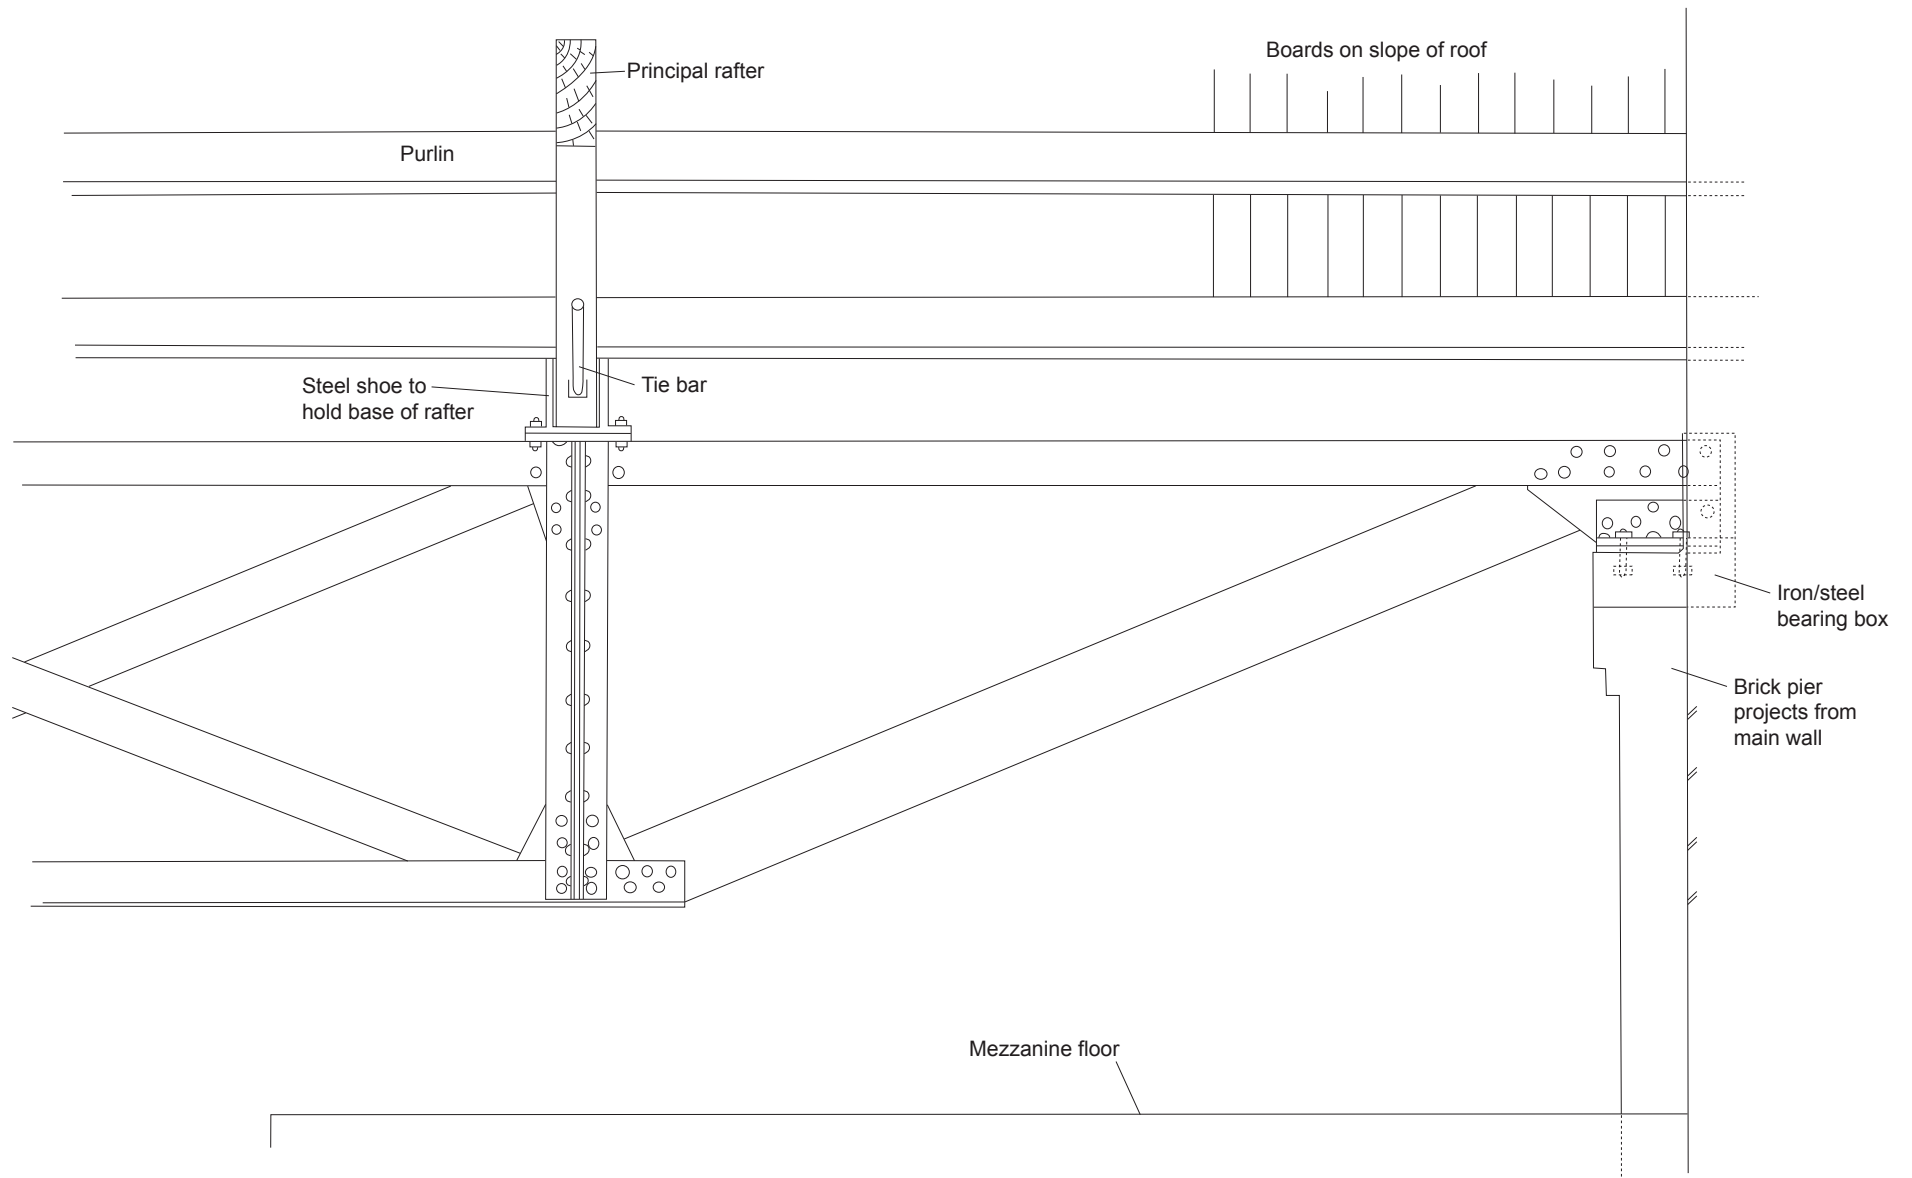 Boards on slope of roof
Principal rafter
Purlin
Steel shoe to
hold base of rafter
Tie bar
Iron/steel
bearing box
Brick pier
projects from
main wall
Mezzanine floor